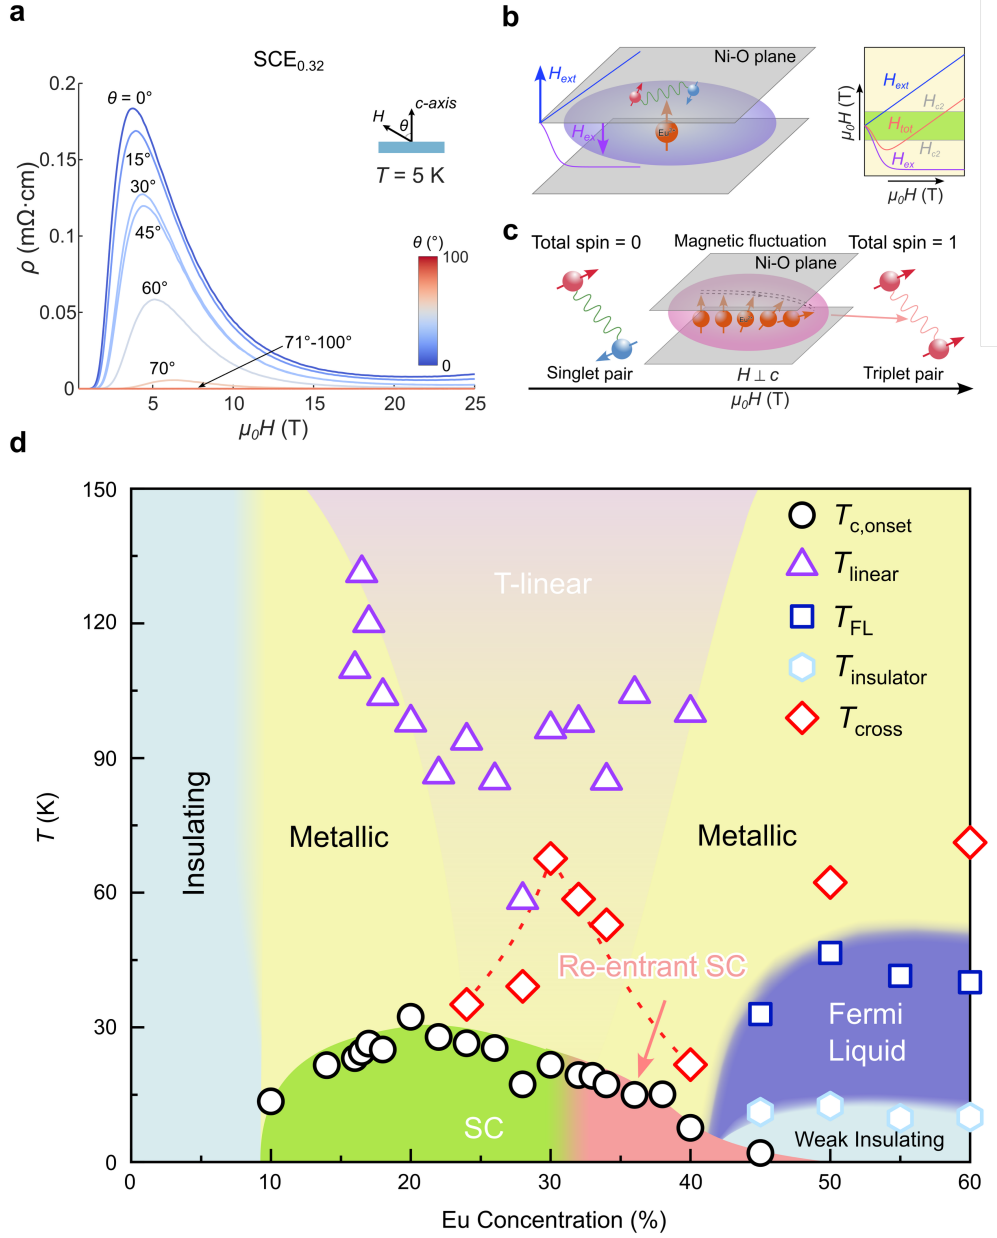 a
SCE0.32
0.2
0.15
0.1
0.05
0
ρ (mΩ·cm)
θ = 0°
15°
30°
45°
60°
70°
71°-100°
H
θ
c-axis
T = 5 K
θ (°)
100
0
5
10
15
20
25
μ0H (T)
b
Hext
Ni-O plane
Hex
Eu2+
μ0H (T)
Hext
Hc2
Htot
Hc2
Hex
μ0H (T)
c
Total spin = 0
Magnetic fluctuation
Total spin = 1
Ni-O plane
Eu
Singlet pair
H ⊥ c
Triplet pair
μ0H (T)
d
150
120
90
60
30
0
T (K)
Insulating
Metallic
T-linear
Metallic
Re-entrant SC
SC
Fermi
Liquid
Weak Insulating
Tc,onset
Tlinear
TFL
Tinsulator
Tcross
0
10
20
30
40
50
60
Eu Concentration (%)